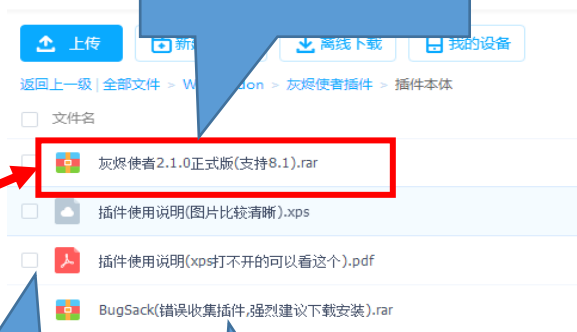 上传
新
离线下载
我的设备
返回上一级 | 全部文件 > W don > 灰烬使者插件 > 插件本体
文件名
灰烬使者2.1.0正式版(支持8.1).rar
插件使用说明(图片比较清晰).xps
插件使用说明(xps打不开的可以看这个).pdf
BugSack(错误收集插件,强烈建议下载安装).rar